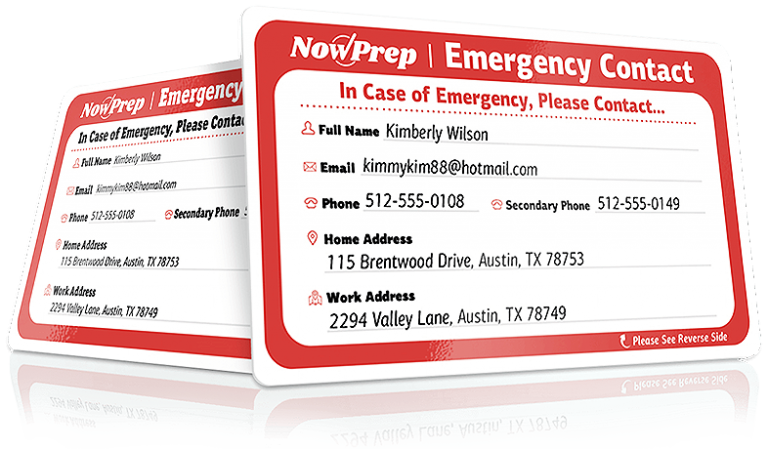 NowPrep | Emergency Contact
In Case of Emergency, Please Contact...
Full Name Kimberly Wilson
Email kimmykim88@hotmail.com
Phone 512-555-0108 Secondary Phone 512-555-0149
Home Address
115 Brentwood Drive, Austin, TX 78753
Work Address
2294 Valley Lane, Austin, TX 78749
Please See Reverse Side
NowPrep | Emergency
In Case of Emergency, Please Contac
Full Name Kimberly Wilson
Email kimmykim88@hotmail.com
Phone 512-555-0108 Secondary Phone
Home Address
115 Brentwood Drive, Austin, TX 78753
Work Address
2294 Valley Lane, Austin, TX 78749